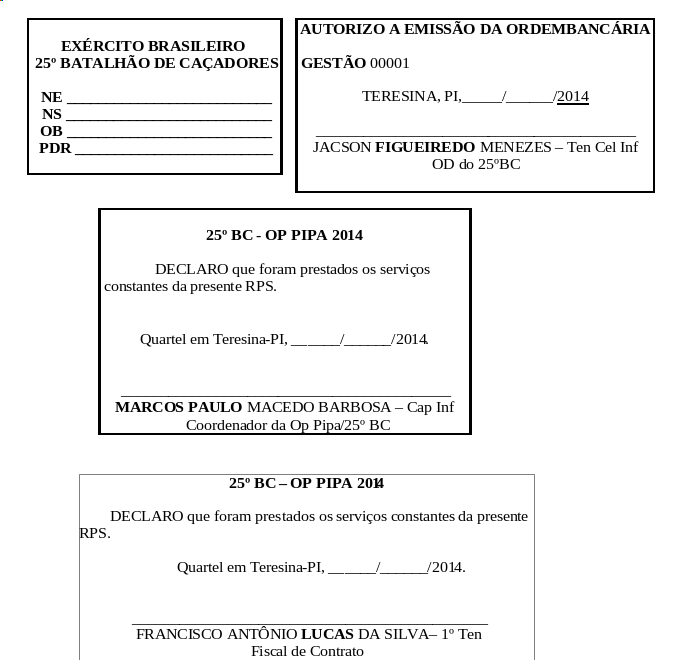 EXÉRCITO BRASILEIRO
25º BATALHÃO DE CAÇADORES
NE ___________________________
NS ___________________________
OB ___________________________
PDR __________________________
AUTORIZO A EMISSÃO DA ORDEMBANCÁRIA
GESTÃO 00001
TERESINA, PI,_____/______/2014
__________________________________________
JACSON FIGUEIREDO MENEZES – Ten Cel Inf
OD do 25ºBC
25º BC - OP PIPA 2014
DECLARO que foram prestados os serviços
constantes da presente RPS.
Quartel em Teresina-PI, ______/______/2014.
____________________________________________
MARCOS PAULO MACEDO BARBOSA – Cap Inf
Coordenador da Op Pipa/25º BC
25º BC – OP PIPA 2014
DECLARO que foram prestados os serviços constantes da presente
RPS.
Quartel em Teresina-PI, ______/______/2014.
_______________________________________________
FRANCISCO ANTÔNIO LUCAS DA SILVA– 1º Ten
Fiscal de Contrato